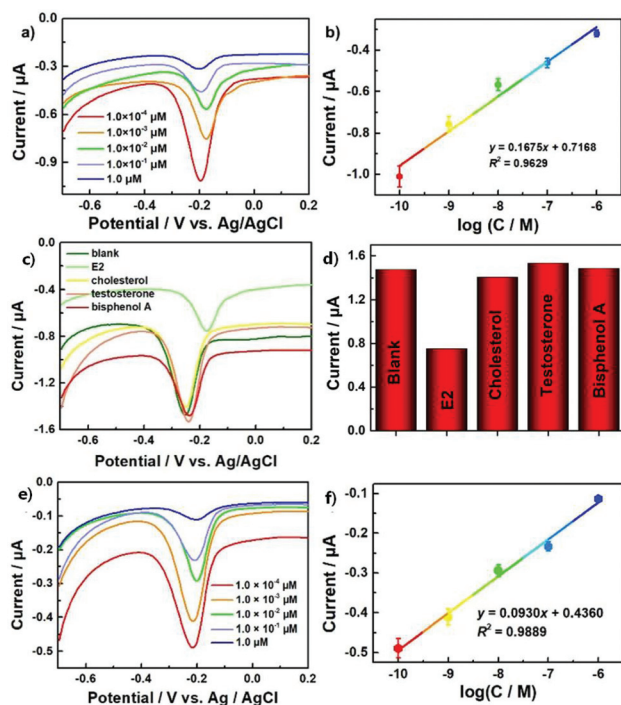 a)
Current / µA
0.0
-0.3
-0.6
-0.9
1.0×10⁻⁴ µM
1.0×10⁻³ µM
1.0×10⁻² µM
1.0×10⁻¹ µM
1.0 µM
-0.6 -0.4 -0.2 0.0 0.2
Potential / V vs. Ag/AgCl
b)
Current / µA
-0.4
-0.6
-0.8
-1.0
y = 0.1675x + 0.7168
R² = 0.9629
-10 -9 -8 -7 -6
log (C / M)
c)
Current / µA
0.0
-0.4
-0.8
-1.2
-1.6
blank
E2
cholesterol
testosterone
bisphenol A
-0.6 -0.4 -0.2 0.0 0.2
Potential / V vs. Ag/AgCl
d)
Current / µA
1.6
1.2
0.8
0.4
0.0
Blank
E2
Cholesterol
Testosterone
Bisphenol A
e)
Current / µA
0.0
-0.1
-0.2
-0.3
-0.4
-0.5
1.0 × 10⁻⁴ µM
1.0 × 10⁻³ µM
1.0 × 10⁻² µM
1.0 × 10⁻¹ µM
1.0 µM
-0.6 -0.4 -0.2 0.0 0.2
Potential / V vs. Ag / AgCl
f)
Current / µA
-0.1
-0.2
-0.3
-0.4
-0.5
y = 0.0930x + 0.4360
R² = 0.9889
-10 -9 -8 -7 -6
log(C / M)